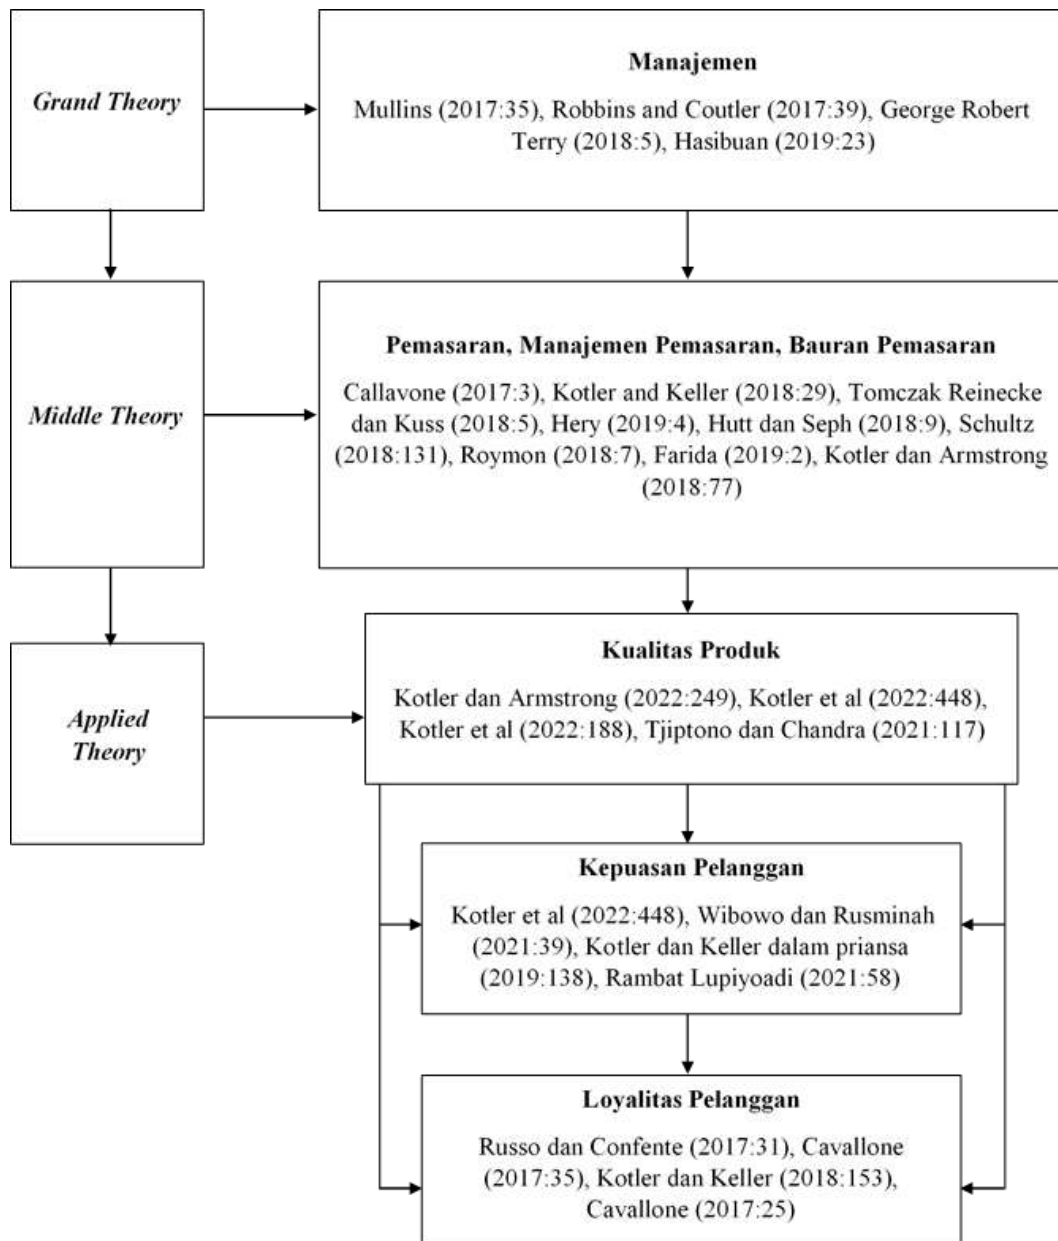 Grand Theory
Manajemen
Mullins (2017:35), Robbins and Coutler (2017:39), George Robert
Terry (2018:5), Hasibuan (2019:23)
Middle Theory
Pemasaran, Manajemen Pemasaran, Bauran Pemasaran
Callavone (2017:3), Kotler and Keller (2018:29), Tomczak Reinecke
dan Kuss (2018:5), Hery (2019:4), Hutt dan Seph (2018:9), Schultz
(2018:131), Roymon (2018:7), Farida (2019:2), Kotler dan Armstrong
(2018:77)
Applied
Theory
Kualitas Produk
Kotler dan Armstrong (2022:249), Kotler et al (2022:448),
Kotler et al (2022:188), Tjiptono dan Chandra (2021:117)
Kepuasan Pelanggan
Kotler et al (2022:448), Wibowo dan Rusminah
(2021:39), Kotler dan Keller dalam priansa
(2019:138), Rambat Lupiyoadi (2021:58)
Loyalitas Pelanggan
Russo dan Confente (2017:31), Cavallone
(2017:35), Kotler dan Keller (2018:153),
Cavallone (2017:25)